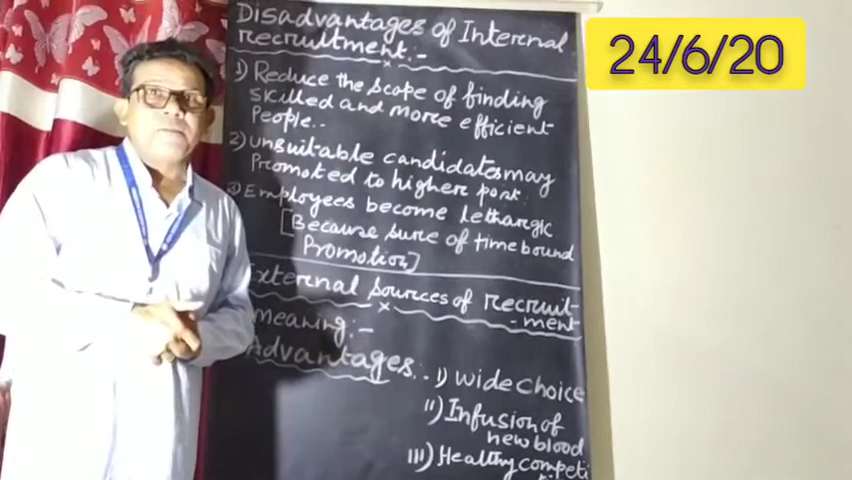 24/6/20
Disadvantages of Internal
recruitment:-
1) Reduce the scope of finding
skilled and more efficient
People..
2) Unsuitable candidates may
Promoted to higher post.
3) Employees become lethargic
[Because sure of time bound
Promotion]
External Sources of recruit-
-ment
Meaning:-
Advantages.. 1) Wide Choice
11) Infusion of
new blood
111) Healthy competi